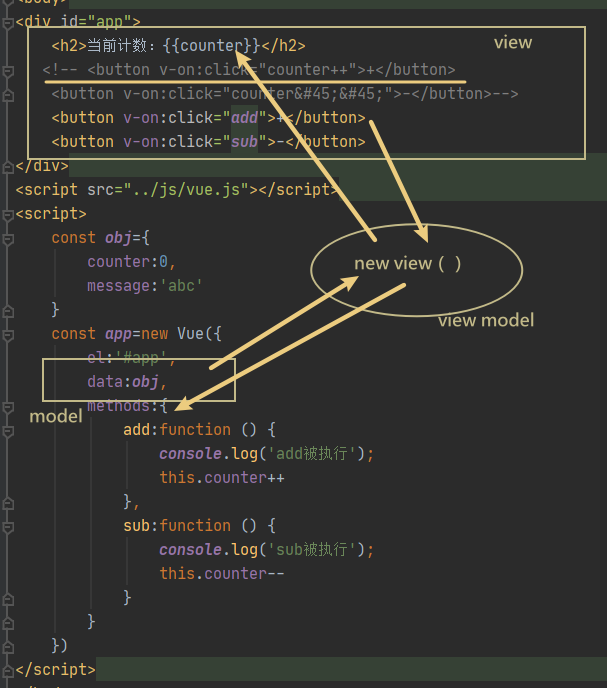 <body>
<div id="app">
view
<h2>当前计数: {{counter}}</h2>
<!-- <button v-on:click="counter++">+</button>
<button v-on:click="counter&#45;&#45;">-</button>-->
<button v-on:click="add">+</button>
<button v-on:click="sub">-</button>
</div>
<script src="../js/vue.js"></script>
<script>
const obj={
counter:0,
message:'abc'
}
new view ( )
view model
const app=new Vue({
el:'#app',
data:obj,
methods:{
model
add:function () {
console.log('add被执行');
this.counter++
},
sub:function () {
console.log('sub被执行');
this.counter--
}
}
})
</script>